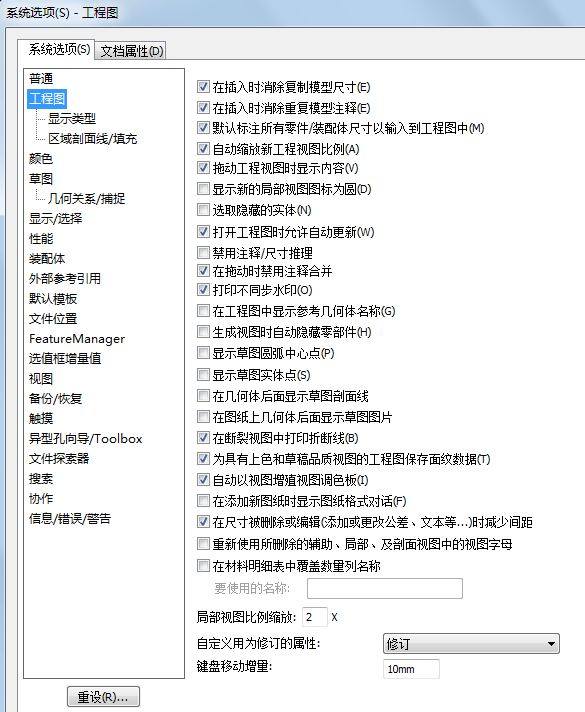 系统选项(S) - 工程图
系统选项(S)
文档属性(D)
普通
工程图
显示类型
区域剖面线/填充
颜色
草图
几何关系/捕捉
显示/选择
性能
装配体
外部参考引用
默认模板
文件位置
FeatureManager
选值框增量值
视图
备份/恢复
触摸
异型孔向导/Toolbox
文件探索器
搜索
协作
信息/错误/警告
重设(R)...
在插入时消除复制模型尺寸(E)
在插入时消除重复模型注释(E)
默认标注所有零件/装配体尺寸以输入到工程图中(M)
自动缩放新工程视图比例(A)
拖动工程视图时显示内容(V)
显示新的局部视图图标为圆(D)
选取隐藏的实体(N)
打开工程图时允许自动更新(W)
禁用注释/尺寸推理
在拖动时禁用注释合并
打印不同步水印(O)
在工程图中显示参考几何体名称(G)
生成视图时自动隐藏零部件(H)
显示草图圆弧中心点(P)
显示草图实体点(S)
在几何体后面显示草图剖面线
在图纸上几何体后面显示草图图片
在断裂视图中打印折断线(B)
为具有上色和草稿品质视图的工程图保存面纹数据(T)
自动以视图增殖视图调色板(I)
在添加新图纸时显示图纸格式对话(F)
在尺寸被删除或编辑(添加或更改公差、文本等...)时减少间距
重新使用所删除的辅助、局部、及剖面视图中的视图字母
在材料明细表中覆盖数量列名称
要使用的名称:
局部视图比例缩放: 2 X
自定义用为修订的属性: 修订
键盘移动增量: 10mm